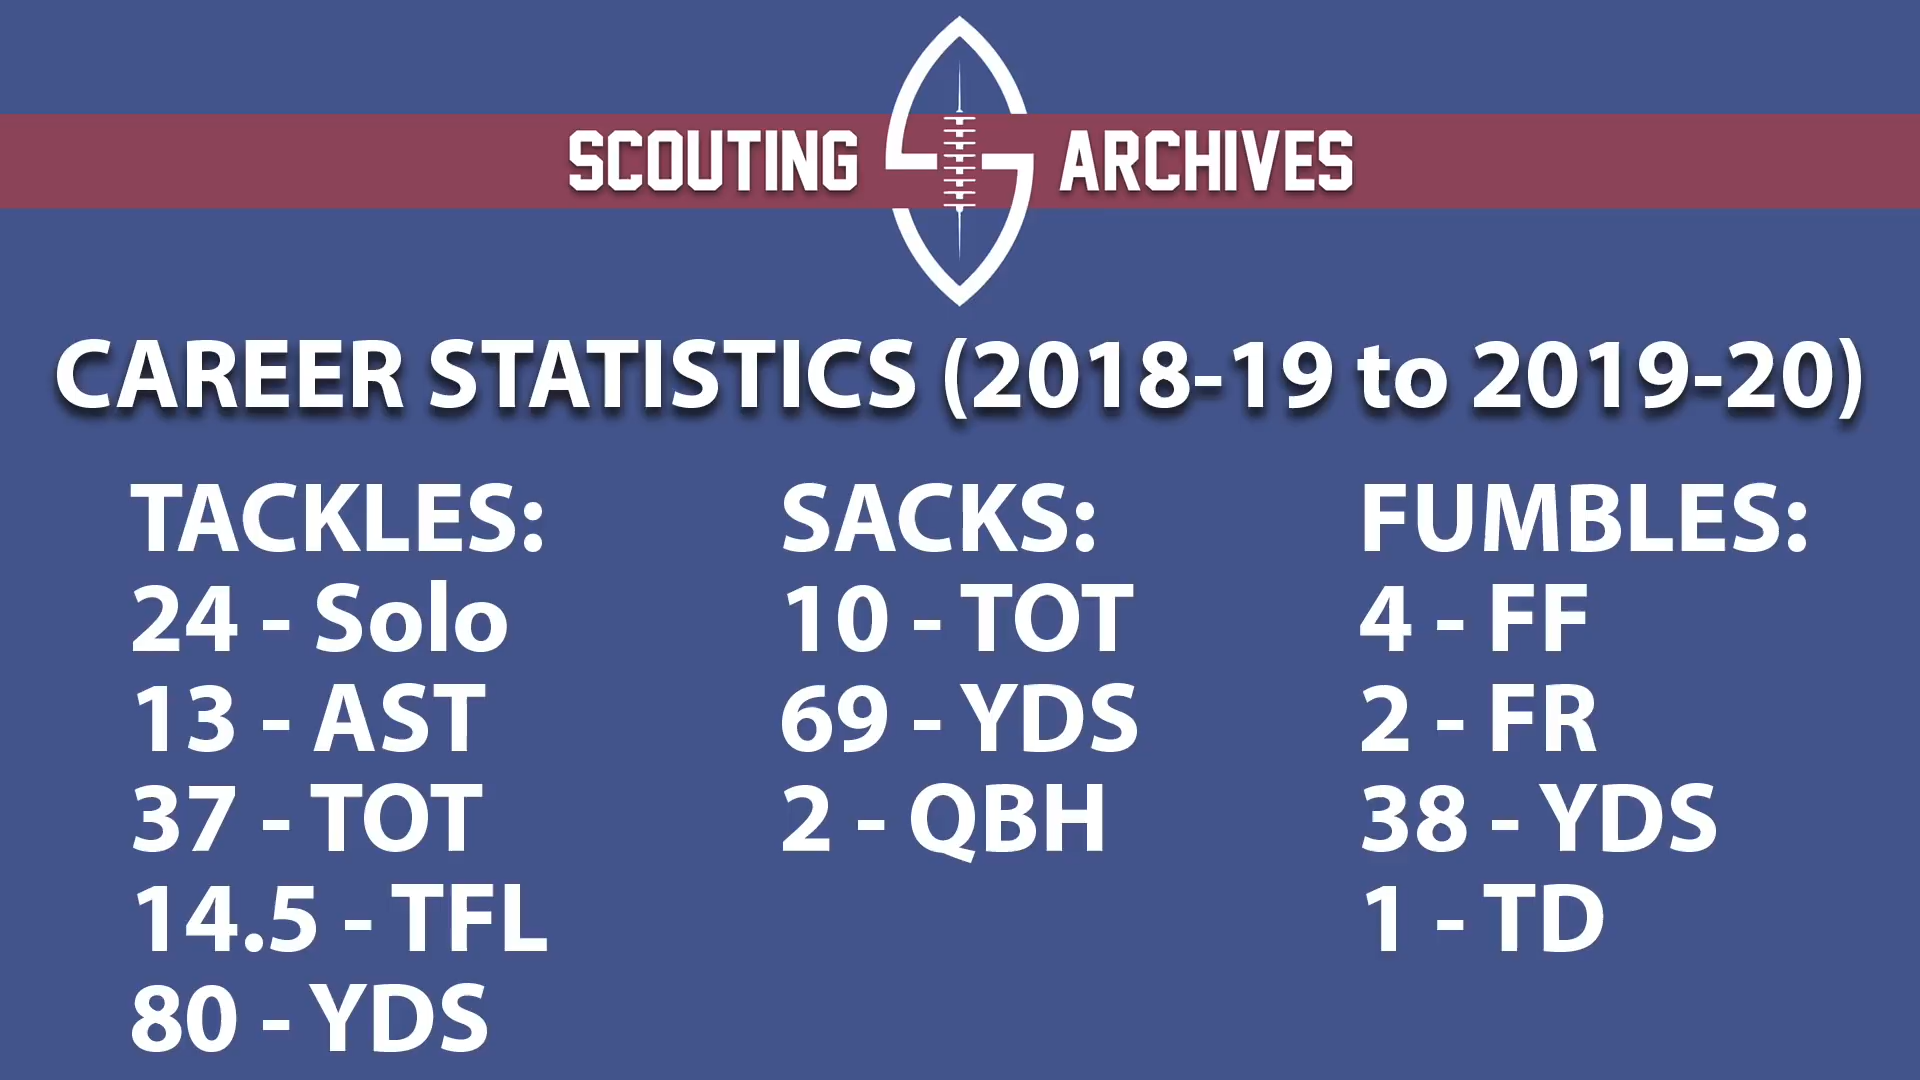 SCOUTING ARCHIVES
CAREER STATISTICS (2018-19 to 2019-20)
TACKLES:
24 - Solo
13 - AST
37 - TOT
14.5 - TFL
80 - YDS
SACKS:
10 - TOT
69 - YDS
2 - QBH
FUMBLES:
4 - FF
2 - FR
38 - YDS
1 - TD